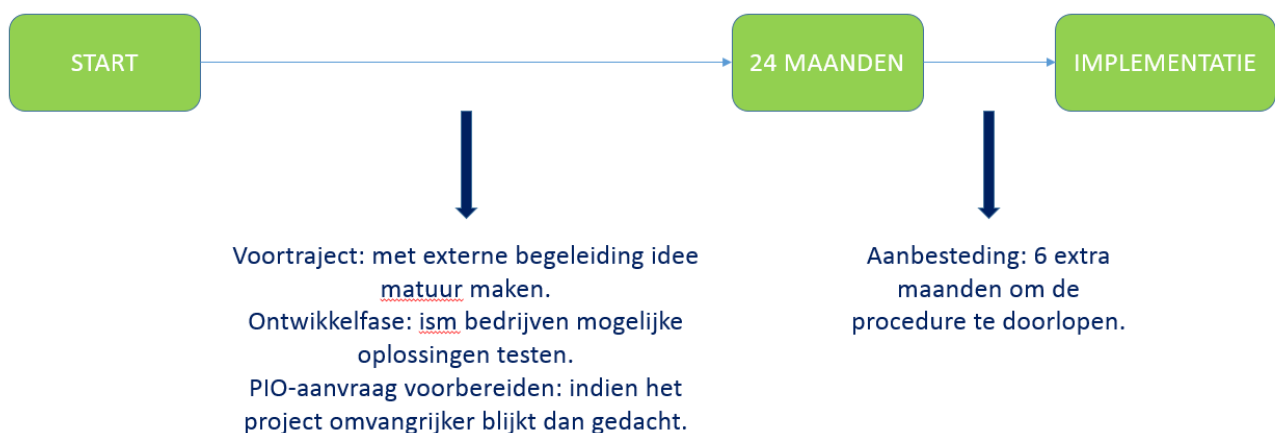 START
24 MAANDEN
IMPLEMENTATIE
Voortraject: met externe begeleiding idee
matuur maken.
Ontwikkelfase: ism bedrijven mogelijke
oplossingen testen.
PIO-aanvraag voorbereiden: indien het
project omvangrijker blijkt dan gedacht.
Aanbesteding: 6 extra
maanden om de
procedure te doorlopen.